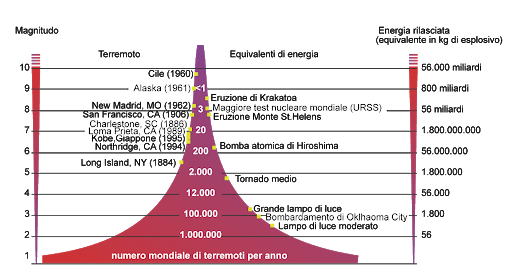 Magnitudo
Energia rilasciata
(equivalente in kg di esplosivo)
Terremoto
Equivalenti di energia
10
Cile (1960)
56.000 miliardi
9
Alaska (1961)
<1
800 miliardi
Eruzione di Krakatoa
8
New Madrid, MO (1962)
3
Maggiore test nucleare mondiale (URSS)
56 miliardi
San Francisco, CA (1906)
Eruzione Monte St.Helens
Charlestone, SC (1886)
7
Loma Prieta, CA (1989)
20
1.800.000.000
Kobe,Giappone (1995)
Northridge, CA (1994)
6
200
Bomba atomica di Hiroshima
56.000.000
Long Island, NY (1884)
5
2.000
Tornado medio
1.800.000
4
12.000
56.000
Grande lampo di luce
3
100.000
Bombardamento di Oklhaoma City
1.800
Lampo di luce moderato
2
1.000.000
56
1
numero mondiale di terremoti per anno